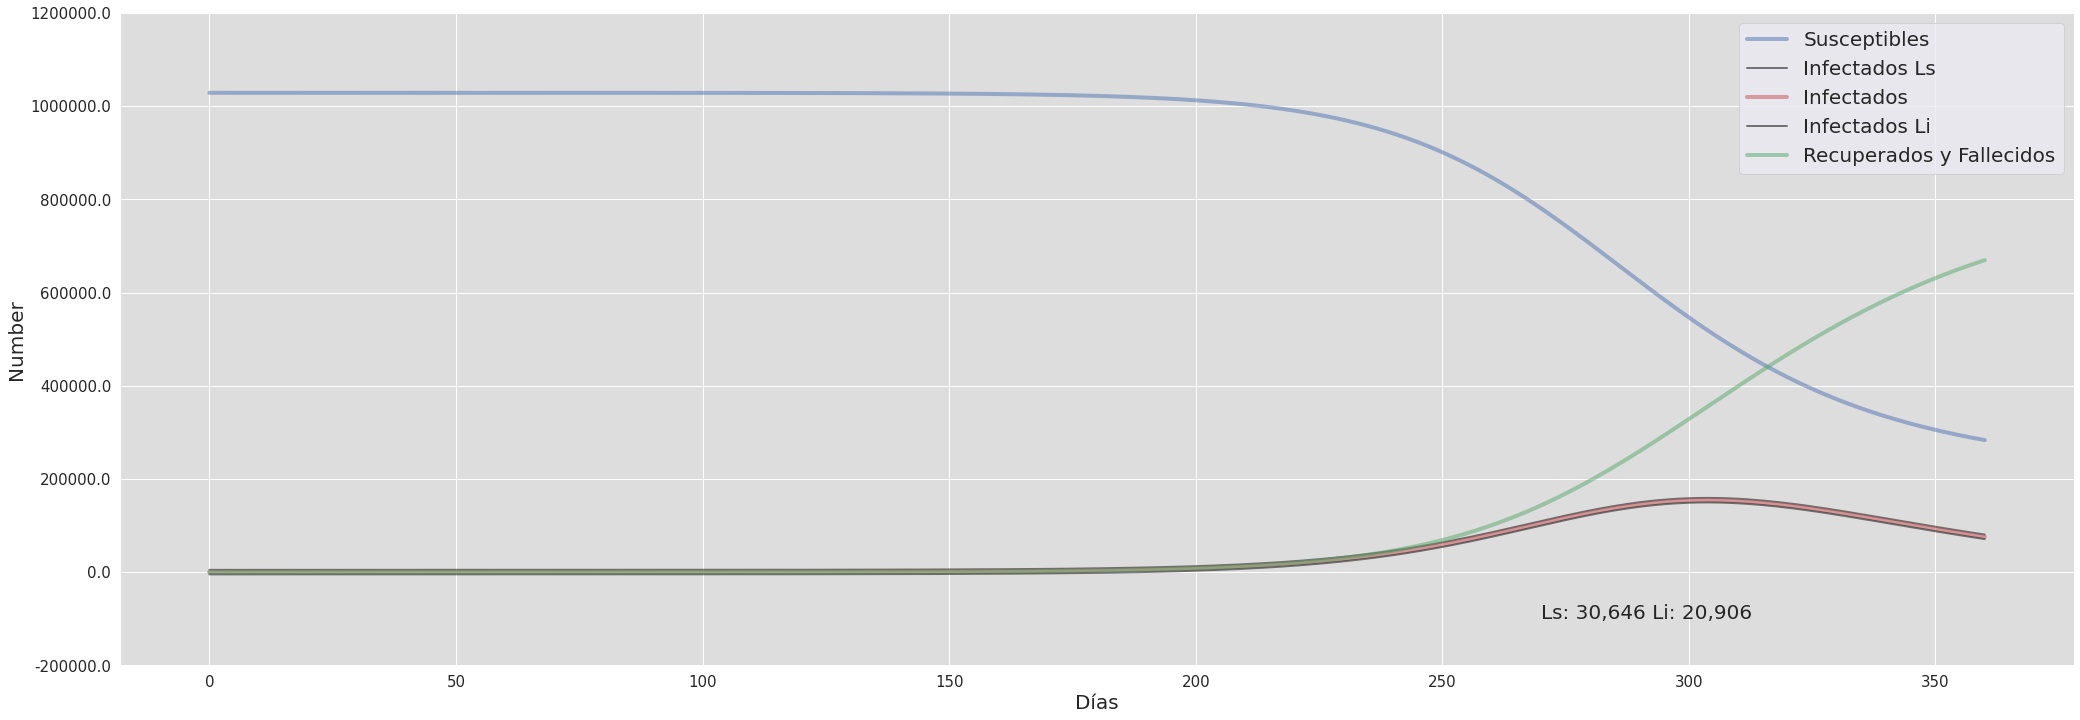 1200000.0
1000000.0
800000.0
600000.0
400000.0
200000.0
0.0
-200000.0
Number
Susceptibles
Infectados Ls
Infectados
Infectados Li
Recuperados y Fallecidos
Ls: 30,646 Li: 20,906
0 50 100 150 200 250 300 350
Días